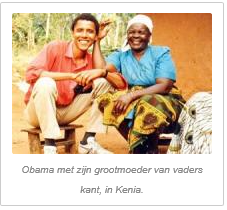 Obama met zijn grootmoeder van vaders
kant, in Kenia.